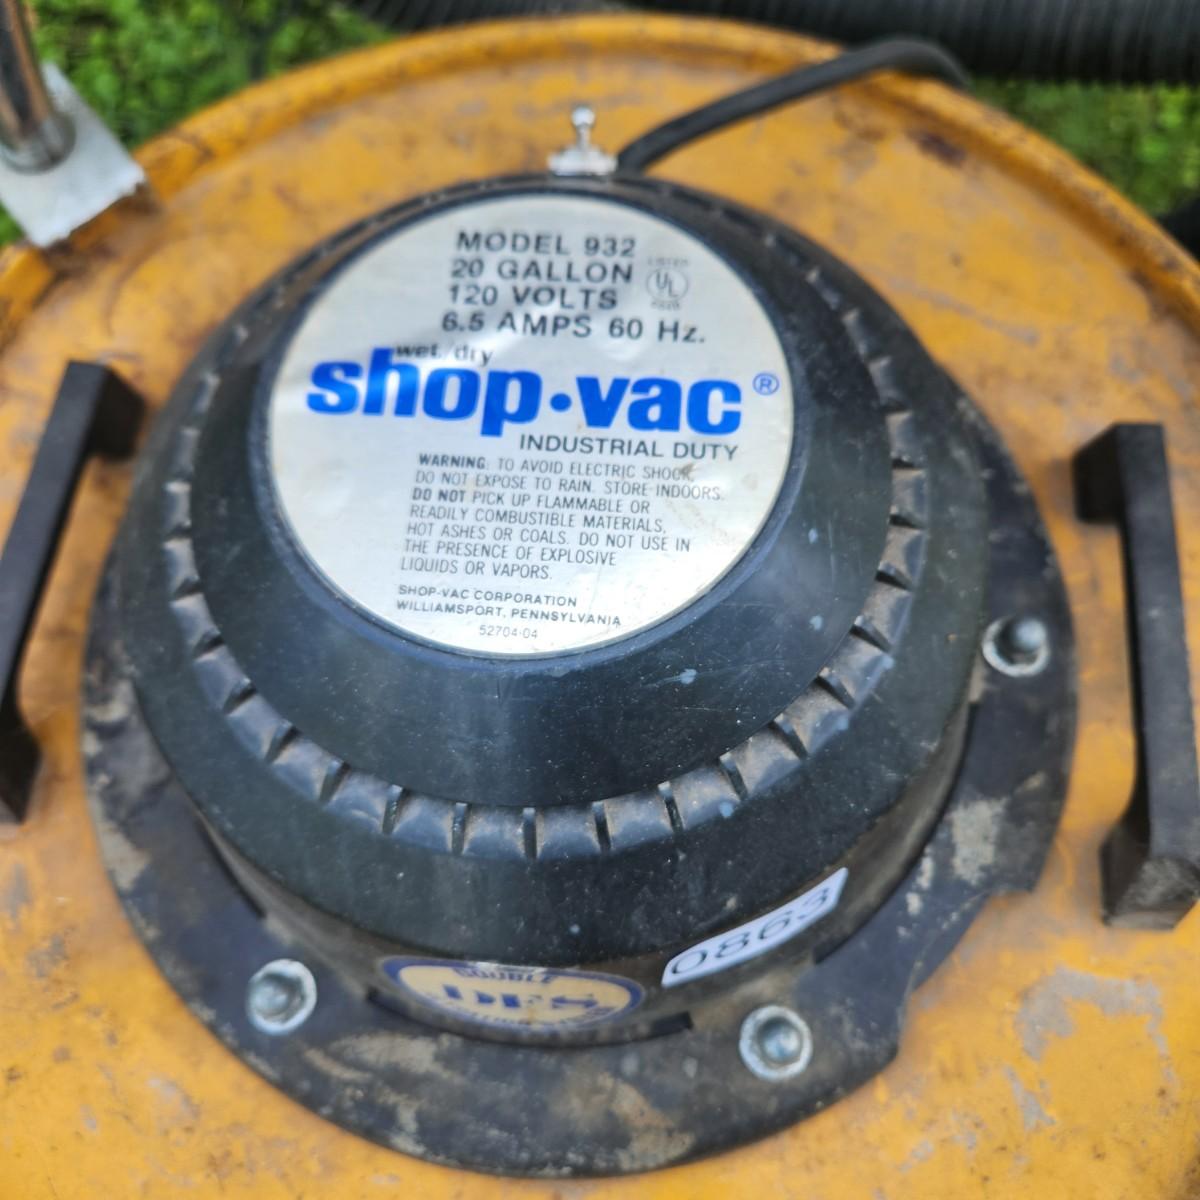 MODEL 932
20 GALLON
120 VOLTS
6.5 AMPS 60 Hz.
LISTED
UL
wet/dry
shop·vac®
INDUSTRIAL DUTY
WARNING: TO AVOID ELECTRIC SHOCK,
DO NOT EXPOSE TO RAIN. STORE INDOORS.
DO NOT PICK UP FLAMMABLE OR
READILY COMBUSTIBLE MATERIALS,
HOT ASHES OR COALS. DO NOT USE IN
THE PRESENCE OF EXPLOSIVE
LIQUIDS OR VAPORS.
SHOP-VAC CORPORATION
WILLIAMSPORT, PENNSYLVANIA
52704-04
0863
DOUBLE